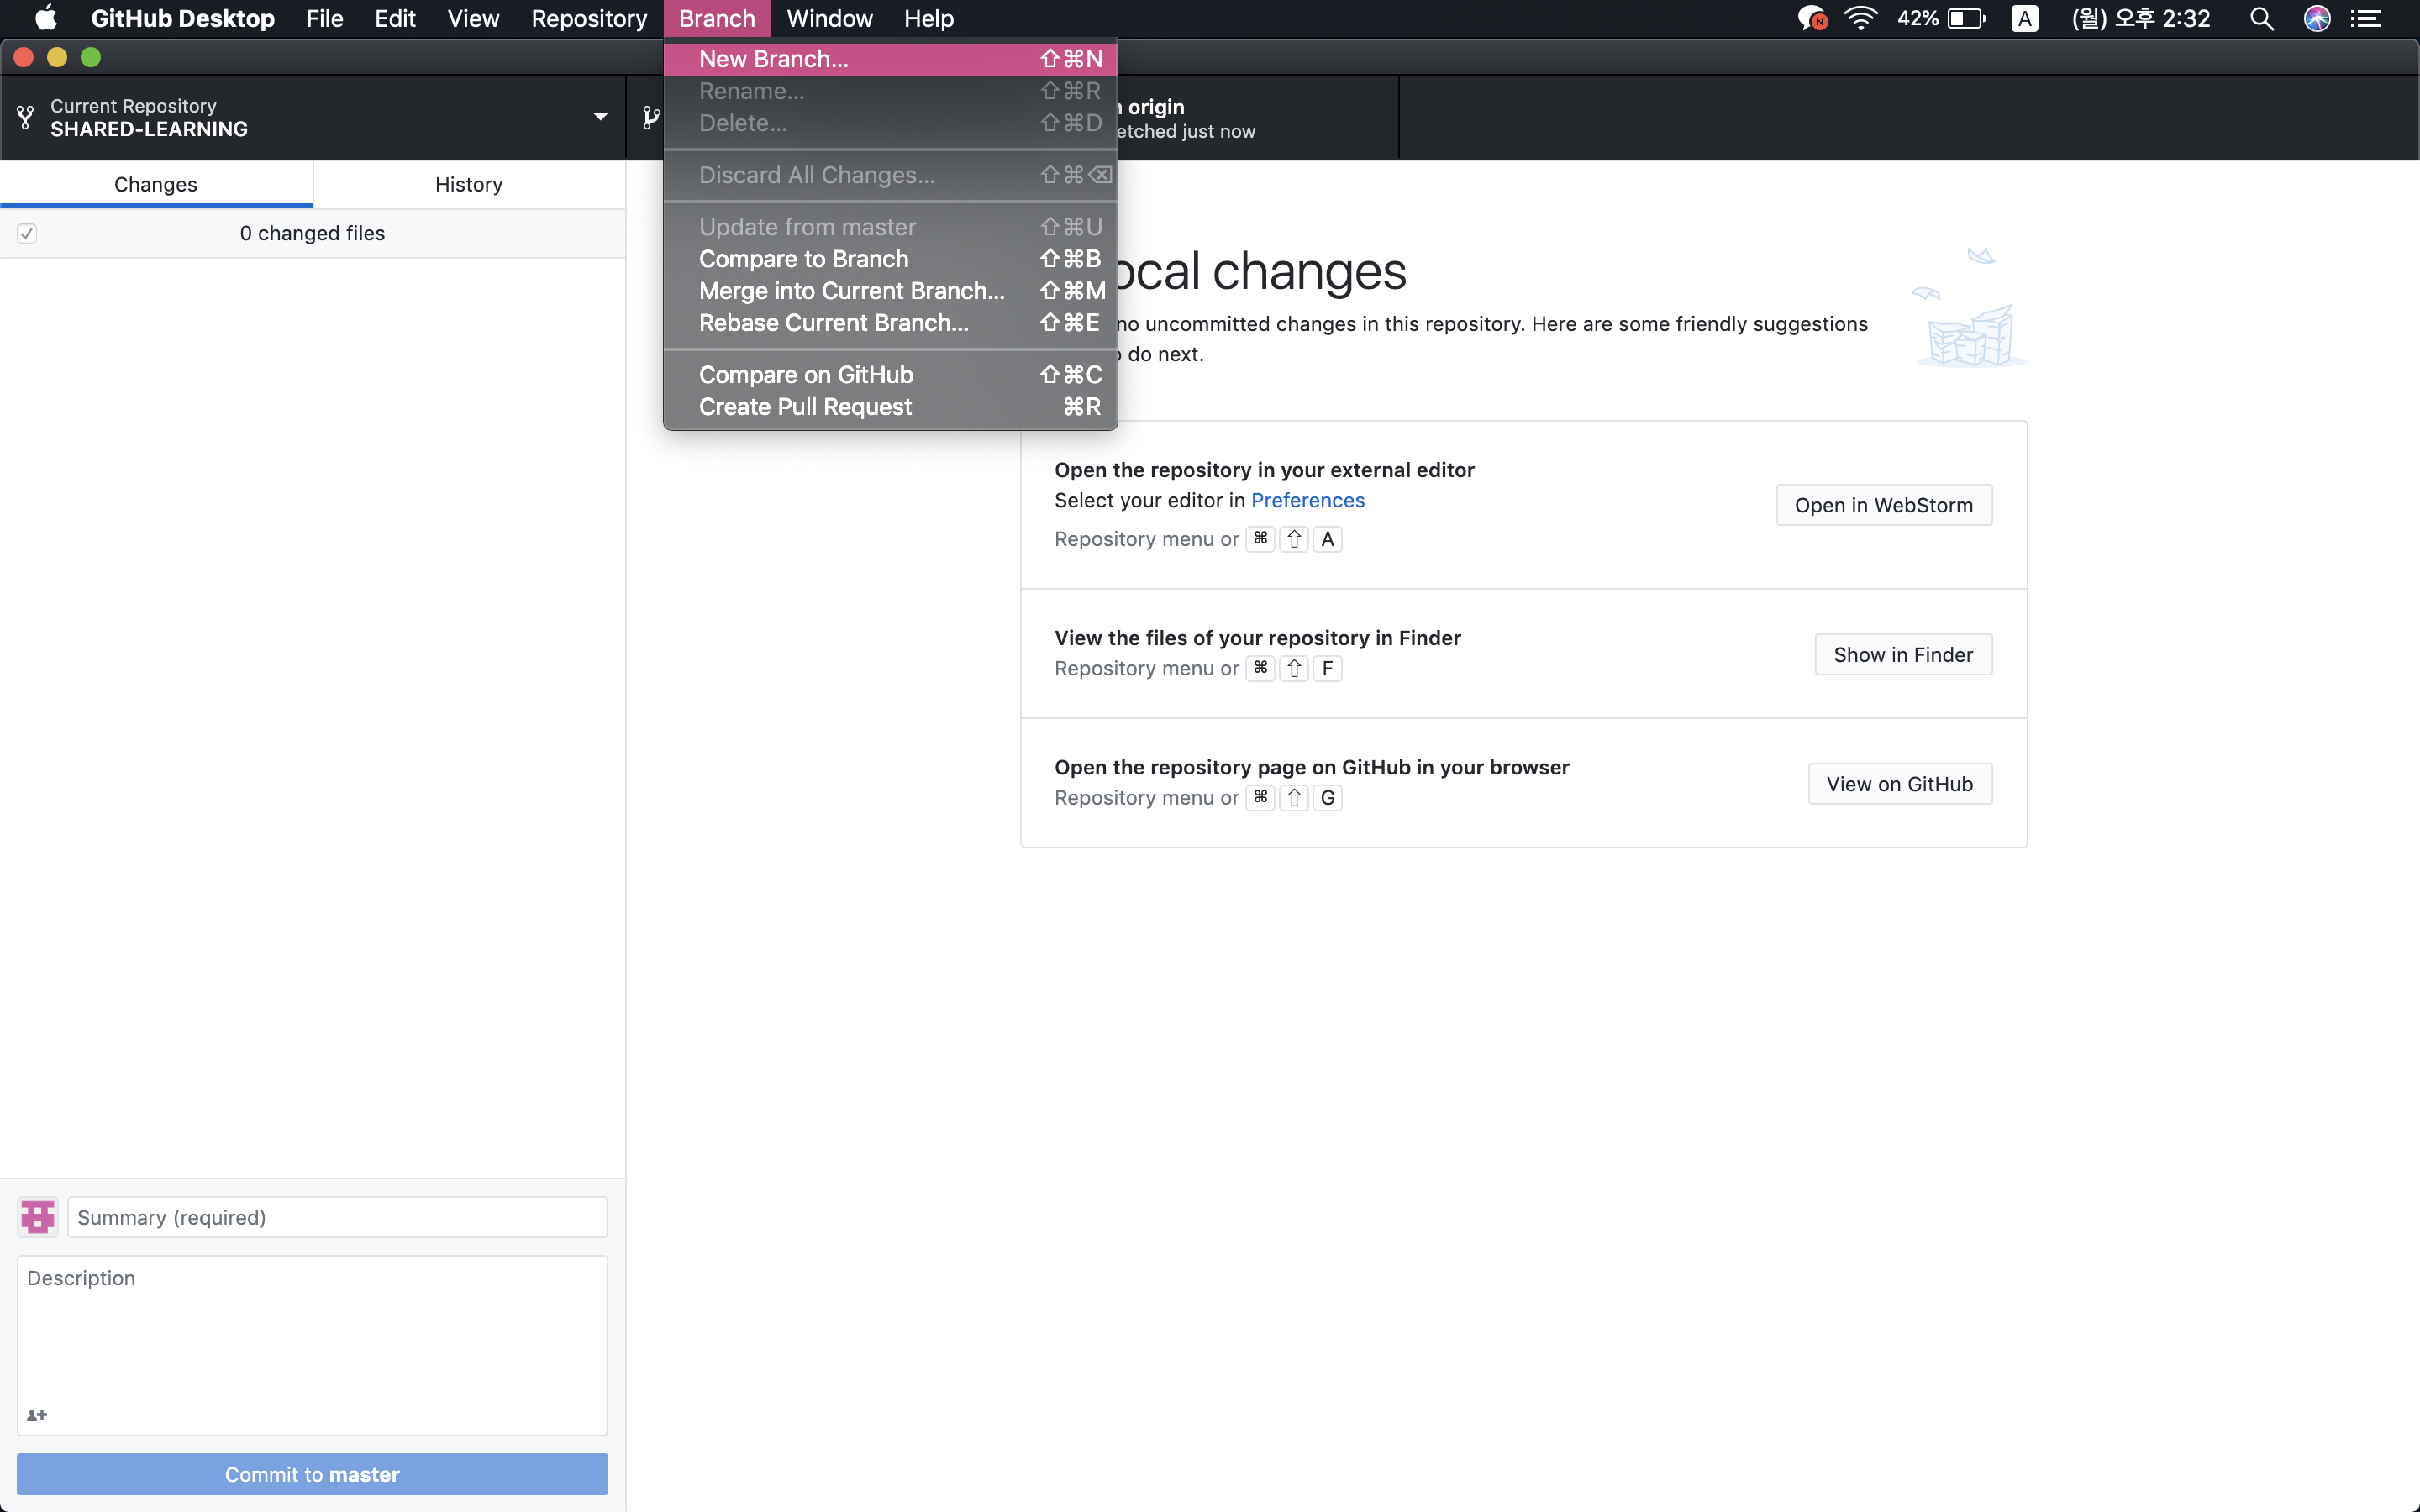 GitHub Desktop File Edit View Repository Branch Window Help 42% A (월) 오후 2:32
New Branch... ⇧⌘N
Rename... ⇧⌘R
Delete... ⇧⌘D
Discard All Changes... ⇧⌘⌫
Update from master ⇧⌘U
Compare to Branch ⇧⌘B
Merge into Current Branch... ⇧⌘M
Rebase Current Branch... ⇧⌘E
Compare on GitHub ⇧⌘C
Create Pull Request ⌘R
Current Repository
SHARED-LEARNING
origin
etched just now
Changes History
0 changed files
ocal changes
no uncommitted changes in this repository. Here are some friendly suggestions
do next.
Open the repository in your external editor
Select your editor in Preferences
Repository menu or ⌘ ⇧ A
Open in WebStorm
View the files of your repository in Finder
Repository menu or ⌘ ⇧ F
Show in Finder
Open the repository page on GitHub in your browser
Repository menu or ⌘ ⇧ G
View on GitHub
Summary (required)
Description
Commit to master